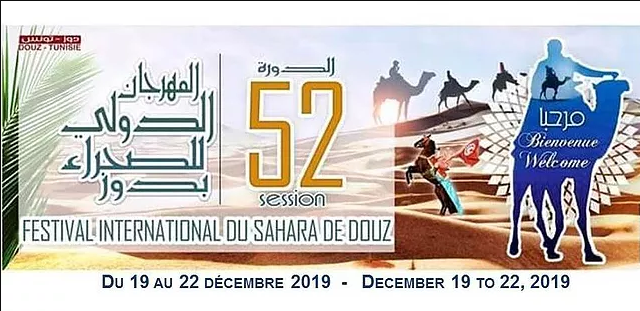 دوز - تونس
DOUZ - TUNISIE
المهرجان
الدولي
للصحراء
بدوز
الدورة
52
session
FESTIVAL INTERNATIONAL DU SAHARA DE DOUZ
مرحبا
Bienvenue
Welcome
DU 19 AU 22 DÉCEMBRE 2019 - DECEMBER 19 TO 22, 2019